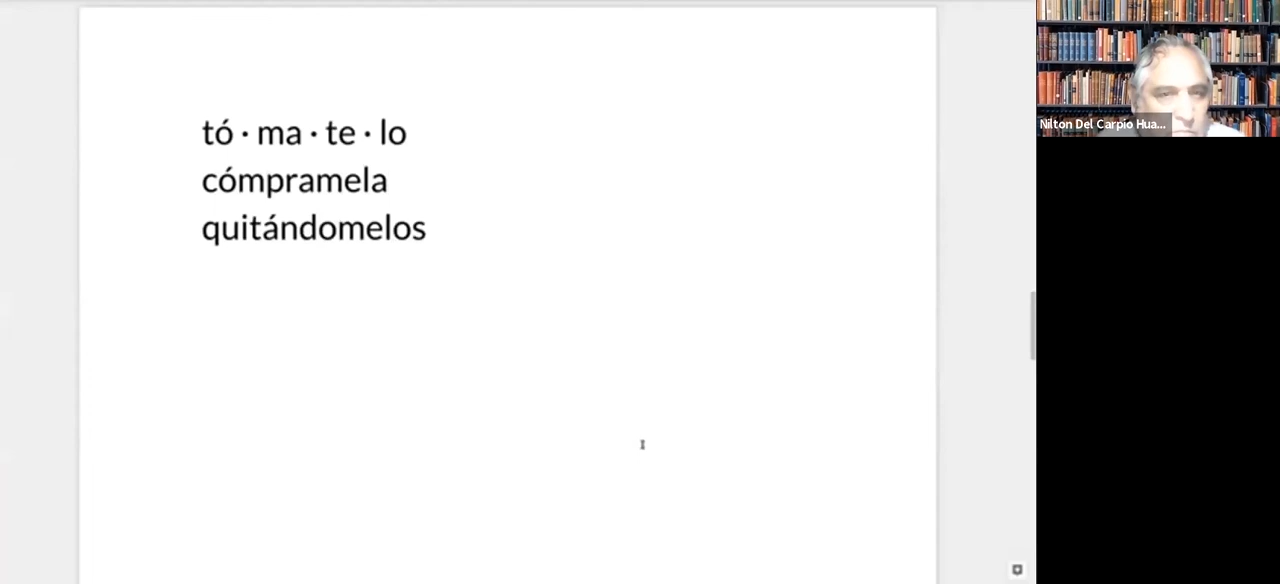 tó · ma · te · lo
cómpramela
quitándomelos
Nilton Del Carpio Hua...